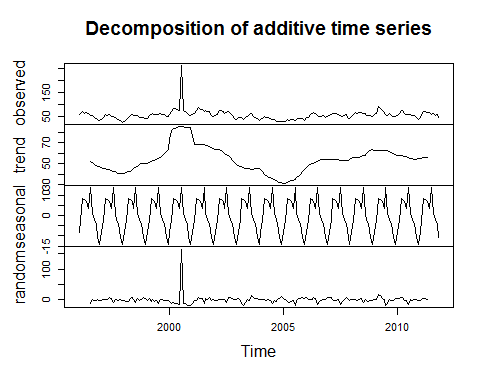 Decomposition of additive time series
observed
50 150
trend
30 50 70
seasonal
-15 0 10
random
0 100
2000 2005 2010
Time